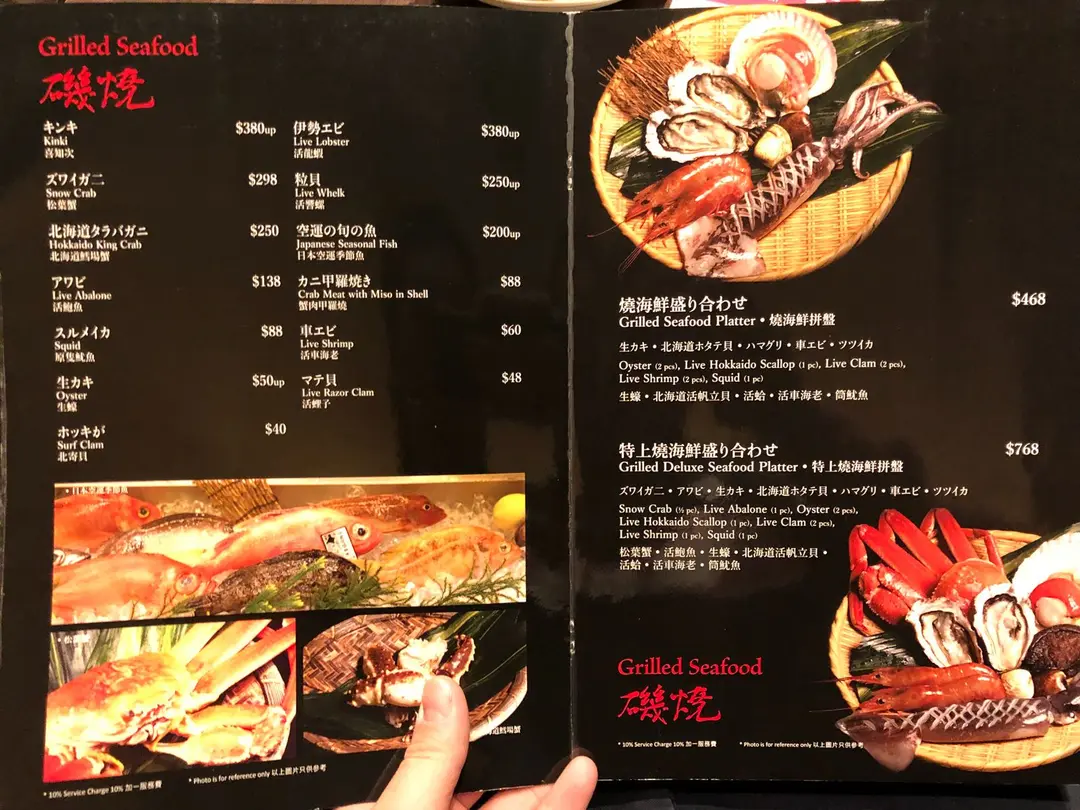 Grilled Seafood
磯焼
キンキ $380up
Kinki
喜知次
ズワイガ二 $298
Snow Crab
松葉蟹
北海道タラバガニ $250
Hokkaido King Crab
北海道鱈場蟹
アワビ $138
Live Abalone
活鮑魚
スルメイカ $88
Squid
原隻魷魚
生カキ $50up
Oyster
生蠔
ホッキが $40
Surf Clam
北寄貝
伊勢エビ $380up
Live Lobster
活龍蝦
粒貝 $250up
Live Whelk
活響螺
空運の旬の魚 $200up
Japanese Seasonal Fish
日本空運季節魚
カニ甲羅焼き $88
Crab Meat with Miso in Shell
蟹肉甲羅燒
車エビ $60
Live Shrimp
活車海老
マテ貝 $48
Live Razor Clam
活蟶子
• 日本空運季節魚
• 松葉蟹
道鱈場蟹
* 10% Service Charge 10% 加一服務費
* Photo is for reference only 以上圖片只供參考
燒海鮮盛り合わせ $468
Grilled Seafood Platter • 燒海鮮拼盤
生カキ • 北海道ホタテ貝 • ハマグリ • 車エビ • ツツイカ
Oyster (2 pcs), Live Hokkaido Scallop (1 pc), Live Clam (2 pcs),
Live Shrimp (2 pcs), Squid (1 pc)
生蠔 • 北海道活帆立貝 • 活蛤 • 活車海老 • 筒魷魚
特上燒海鮮盛り合わせ $768
Grilled Deluxe Seafood Platter • 特上燒海鮮拼盤
ズワイガ二 • アワビ • 生カキ • 北海道ホタテ貝 • ハマグリ • 車エビ • ツツイカ
Snow Crab (½ pc), Live Abalone (1 pc), Oyster (2 pcs),
Live Hokkaido Scallop (1 pc), Live Clam (2 pcs),
Live Shrimp (1 pc), Squid (1 pc)
松葉蟹 • 活鮑魚 • 生蠔 • 北海道活帆立貝 •
活蛤 • 活車海老 • 筒魷魚
Grilled Seafood
磯焼
* 10% Service Charge 10% 加一服務費
* Photo is for reference only 以上圖片只供參考